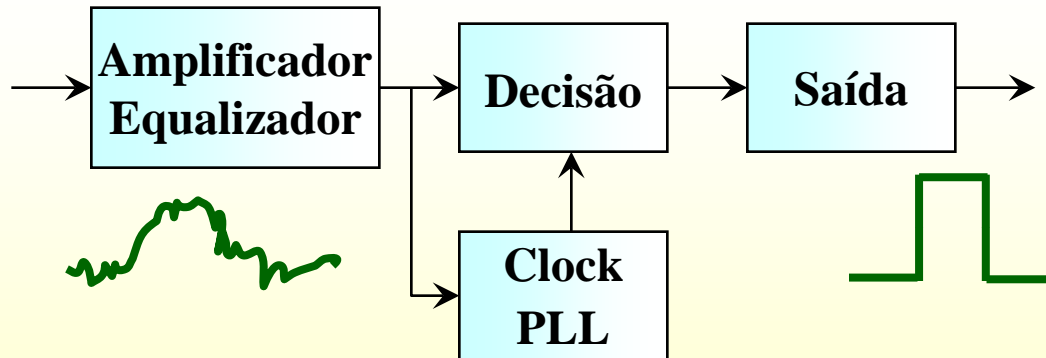 Amplificador
Equalizador
Decisão
Saída
Clock
PLL